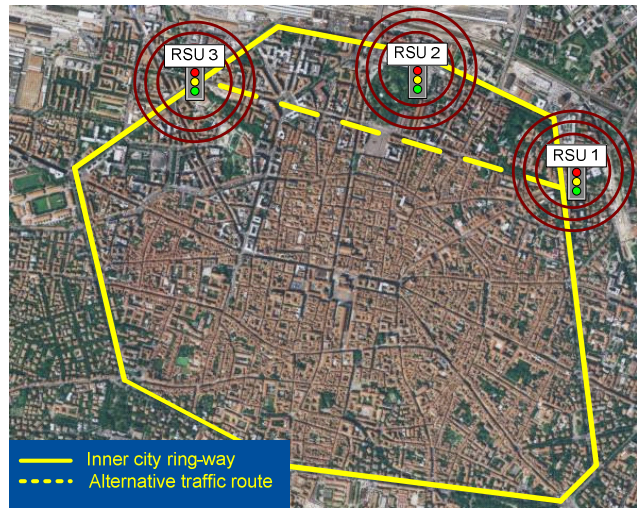 RSU 3
RSU 2
RSU 1
Inner city ring-way
Alternative traffic route